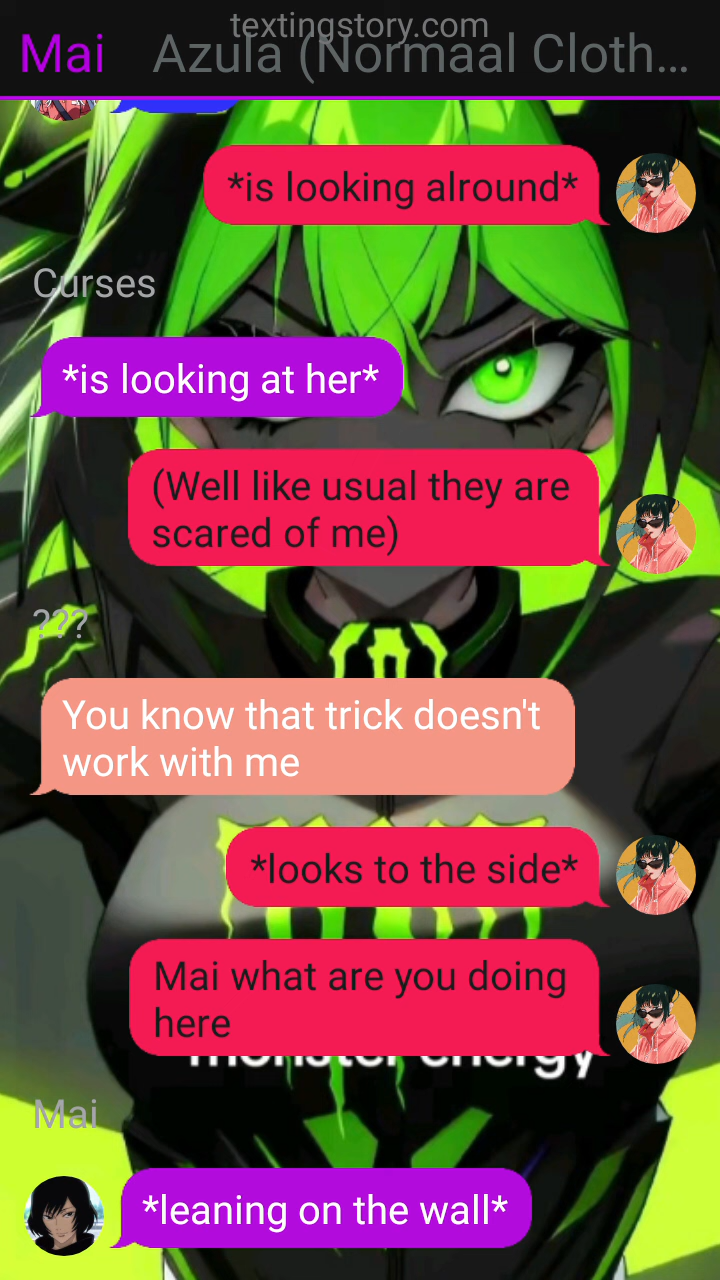 textingstory.com
Mai
Azula (Normaal Cloth...
*is looking alround*
Curses
*is looking at her*
(Well like usual they are
scared of me)
???
You know that trick doesn't
work with me
*looks to the side*
Mai what are you doing
here
monster energy
Mai
*leaning on the wall*